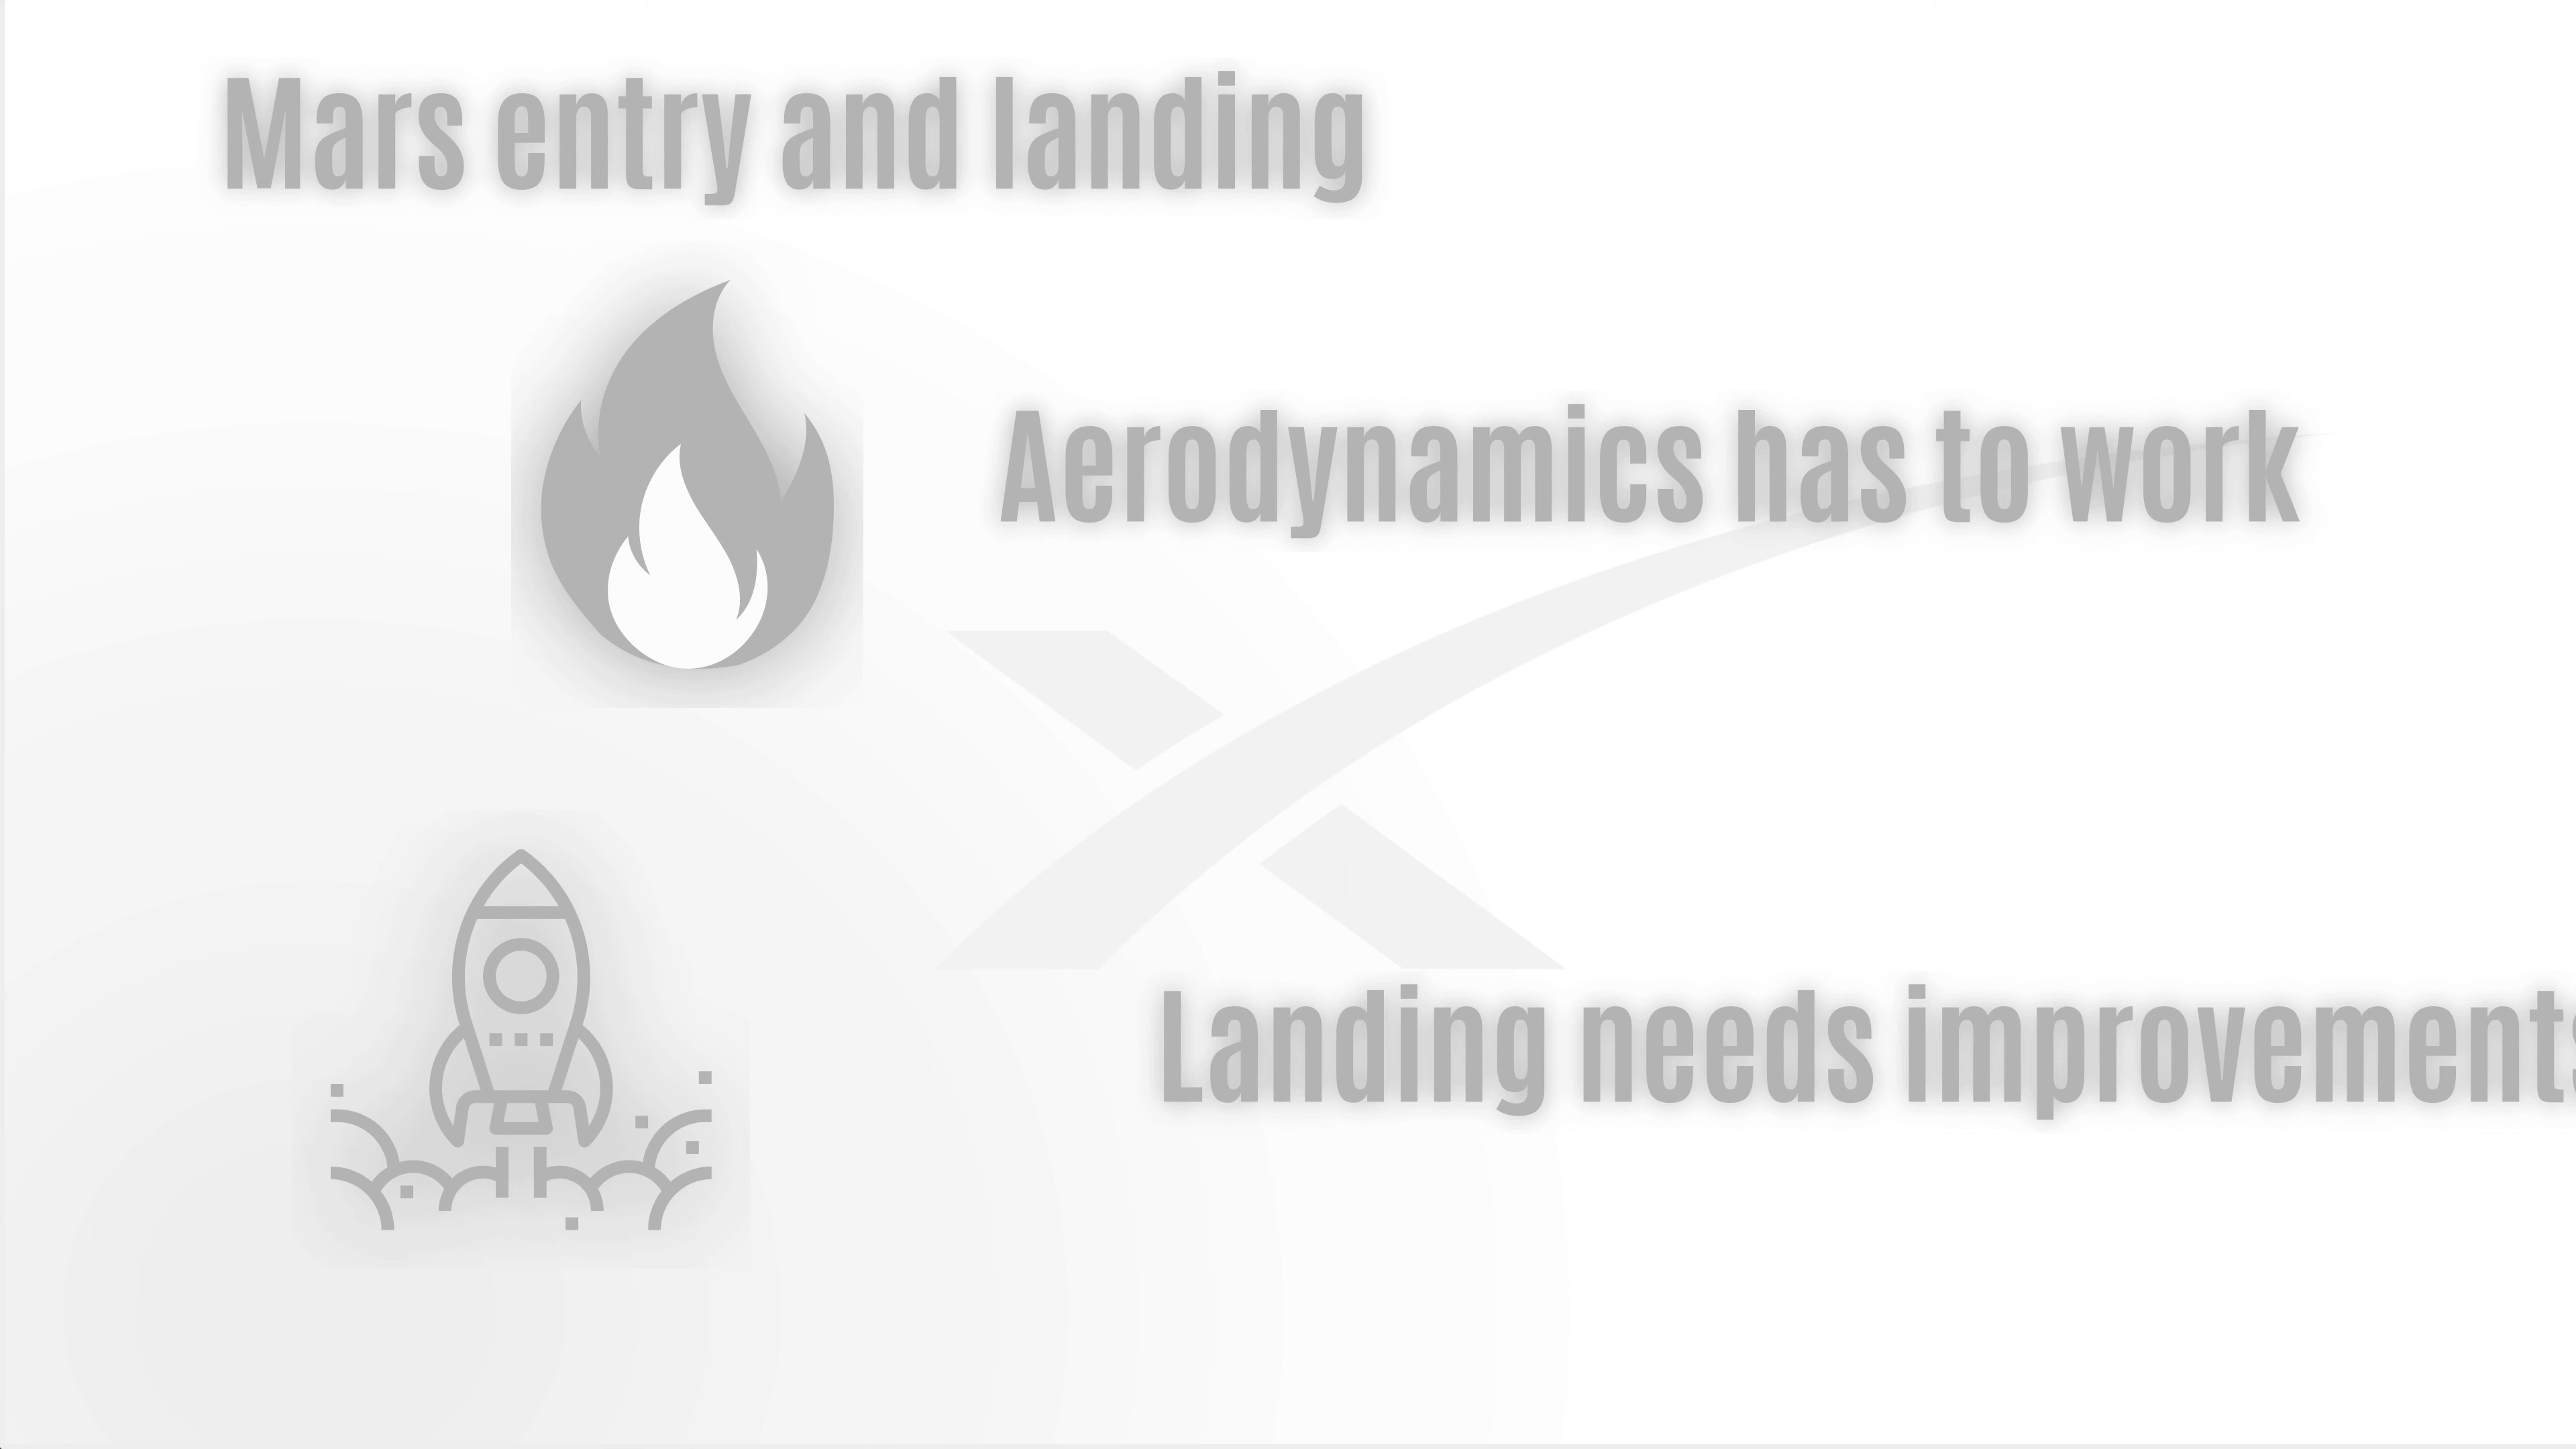 Mars entry and landing
Aerodynamics has to work
Landing needs improvements